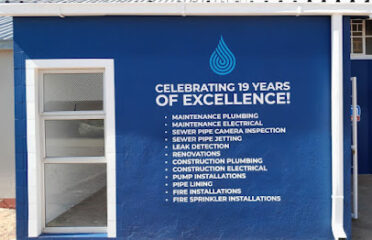 CELEBRATING 19 YEARS
OF EXCELLENCE!
• MAINTENANCE PLUMBING
• MAINTENANCE ELECTRICAL
• SEWER PIPE CAMERA INSPECTION
• SEWER PIPE JETTING
• LEAK DETECTION
• RENOVATIONS
• CONSTRUCTION PLUMBING
• CONSTRUCTION ELECTRICAL
• PUMP INSTALLATIONS
• PIPE LINING
• FIRE INSTALLATIONS
• FIRE SPRINKLER INSTALLATIONS